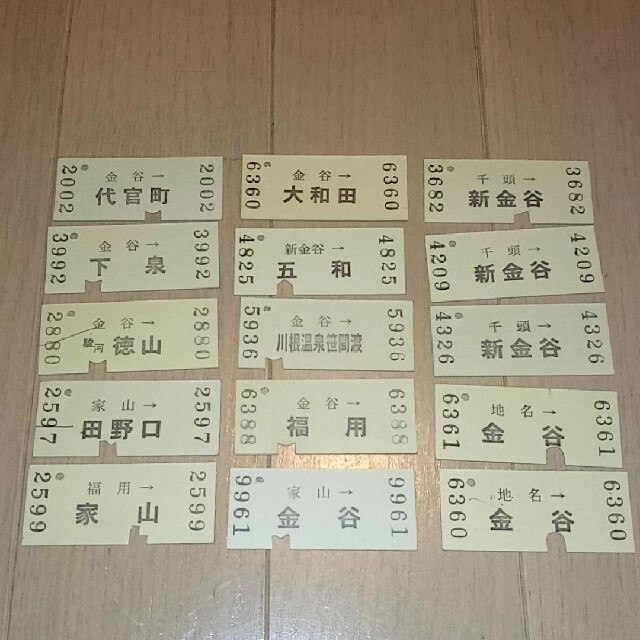 2002 金谷→ 2002
代官町
6360 金谷→ 6360
大和田
3682 千頭→ 3682
新金谷
3992 金谷→ 3992
下泉
4825 新金谷→ 4825
五和
4209 千頭→ 4209
新金谷
2880 金谷→ 2880
駿河徳山
5936 金谷→ 5936
川根温泉笹間渡
4326 千頭→ 4326
新金谷
2597 家山→ 2597
田野口
6388 金谷→ 6388
福用
6361 地名→ 6361
金谷
2599 福用→ 2599
家山
9961 家山→ 9961
金谷
6360 地名→ 6360
金谷